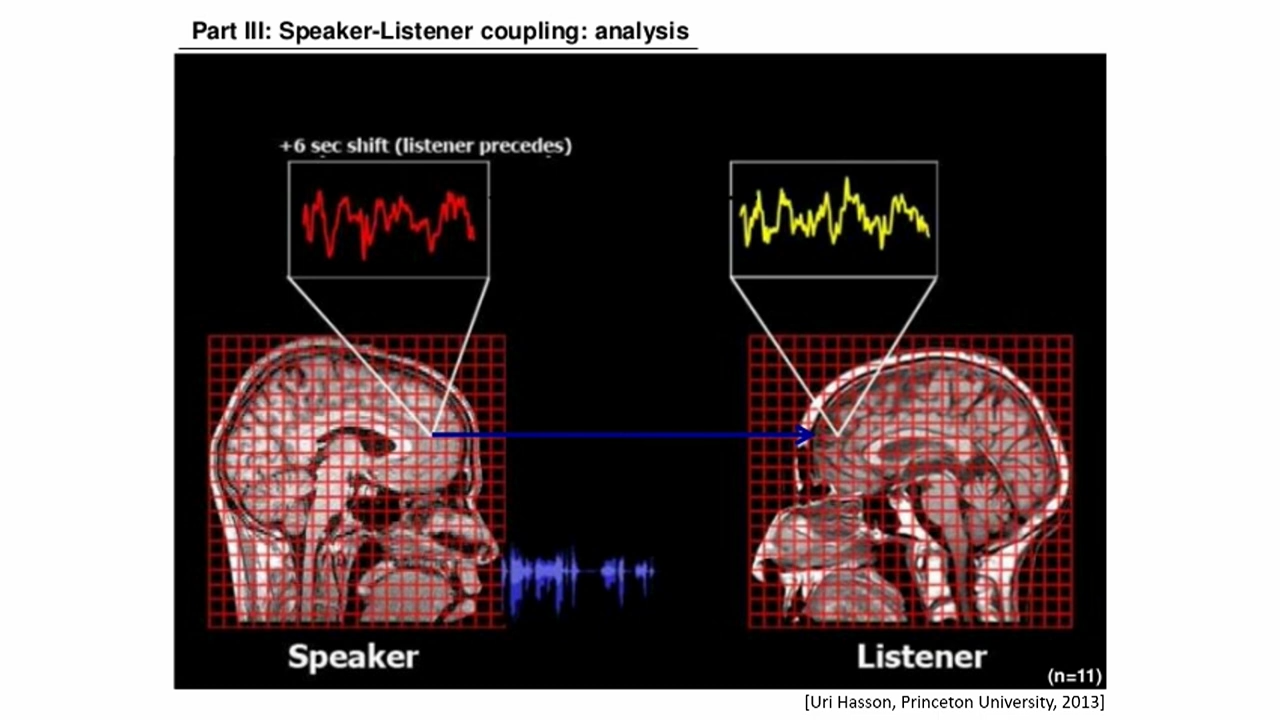 Part III: Speaker-Listener coupling: analysis
+6 sec shift (listener precedes)
Speaker
Listener
(n=11)
[Uri Hasson, Princeton University, 2013]